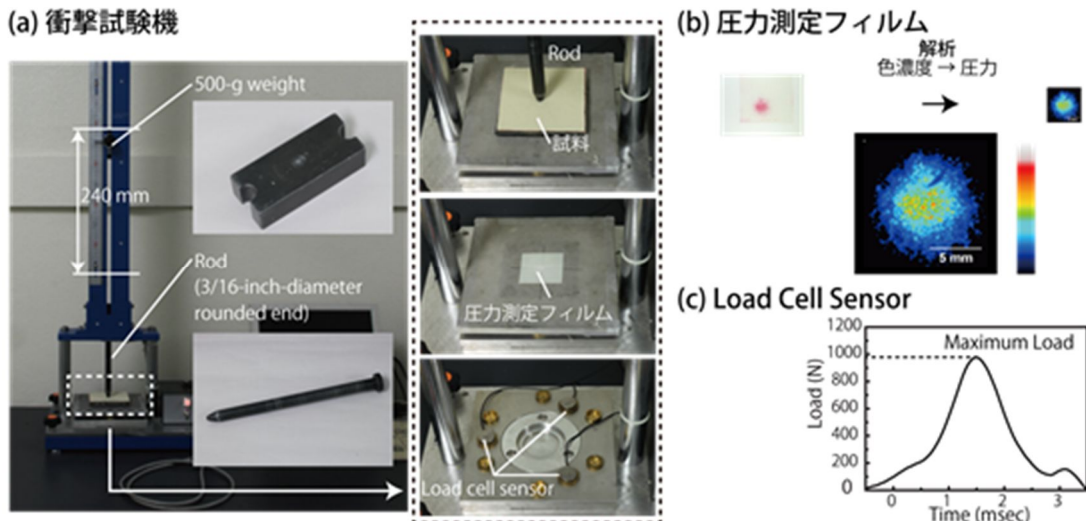 (a) 衝撃試験機
500-g weight
240 mm
Rod
(3/16-inch-diameter
rounded end)
Rod
試料
圧力測定フィルム
Load cell sensor
(b) 圧力測定フィルム
解析
色濃度 → 圧力
5 mm
(c) Load Cell Sensor
Maximum Load
Load (N)
1200
1000
800
600
400
200
0
0 1 2 3
Time (msec)